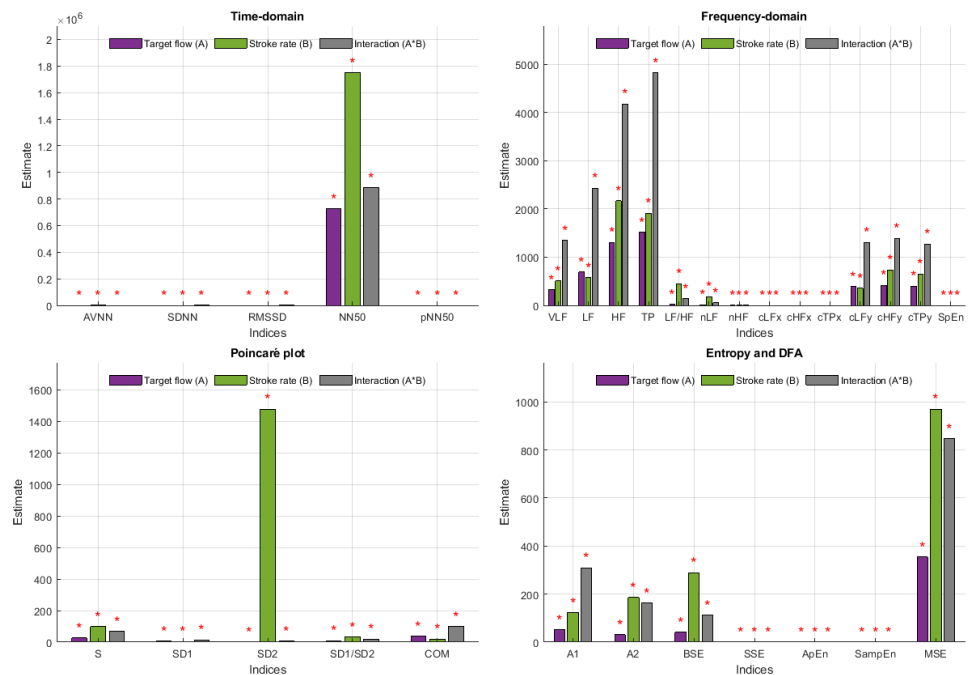 Time-domain
×10⁶
Target flow (A) Stroke rate (B) Interaction (A*B)
2
1.8
1.6
1.4
1.2
1
0.8
0.6
0.4
0.2
0
Estimate
* * * * * * * * * * * * * * *
AVNN SDNN RMSSD NN50 pNN50
Indices
Frequency-domain
Target flow (A) Stroke rate (B) Interaction (A*B)
5000
4000
3000
2000
1000
0
Estimate
* * * * * * * * * * * * * * * * * * * * * * * * * * * * * * * * * * * * * * * * * *
VLF LF HF TP LF/HF nLF nHF cLFx cHFx cTPx cLFy cHFy cTPy SpEn
Indices
Poincaré plot
Target flow (A) Stroke rate (B) Interaction (A*B)
1600
1400
1200
1000
800
600
400
200
0
Estimate
* * * * * * * * * * * * * * *
S SD1 SD2 SD1/SD2 COM
Indices
Entropy and DFA
Target flow (A) Stroke rate (B) Interaction (A*B)
1000
800
600
400
200
0
Estimate
* * * * * * * * * * * * * * * * * * * * *
A1 A2 BSE SSE ApEn SampEn MSE
Indices